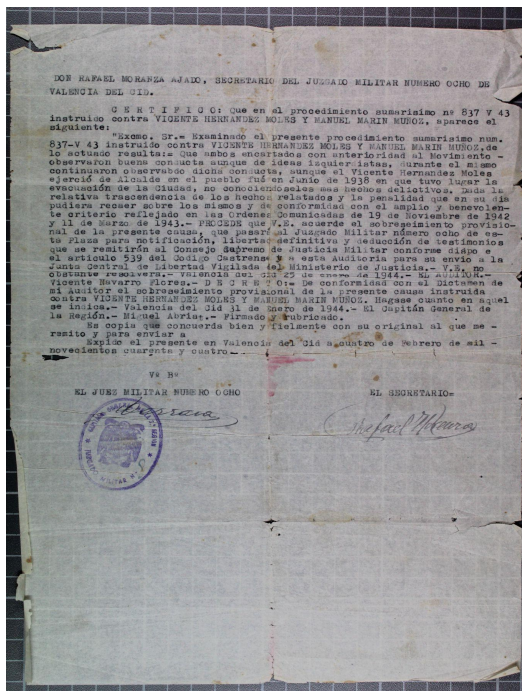 DON RAFAEL MORANZA AJADO, SECRETARIO DEL JUZGADO MILITAR NUMERO OCHO DE
VALENCIA DEL CID.
C E R T I F I C O: Que en el procedimiento sumarísimo nº 837 V 43
instruido contra VICENTE HERNANDEZ MOLES Y MANUEL MARIN MUÑOZ, aparece el
siguiente:
"Excmo. Sr.= Examinado el presente procedimiento sumarisimo num.
837-V 43 instruido contra VICENTE HERNANDEZ MOLES Y MANUEL MARIN MUÑOZ, de
lo actuado resulta:= Que ambos encartados con anterioridad al Movimiento -
observaron buena conducta aunque de ideas izquierdistas, durante el mismo
continuaron observando dicha conducta, aunque el Vicente Hernandez Moles
ejerció de Alcalde en el pueblo fué en Junio de 1938 en que tuvo lugar la
evacuación de la Ciudad, no conociendoseles mas hechos delictivos. Dada la
relativa trascendencia de los hechos relatados y la penalidad que en su dia
pudiera recaer sobre los mismos y de conformidad con el amplio y benevolen-
te criterio reflejado en las Ordenes Comunicadas de 19 de Noviembre de 1942
y 11 de Marzo de 1943.- PROCEDE que V.E. acuerde el sobreseimiento provisio-
nal de la presente causa, que pasará al Juzgado Militar número ocho de es-
ta Plaza para notificación, libertad definitiva y deducción de testimonios
que se remitirán al Consejo Supremo de Justicia Militar conforme dispone
el artículo 539 del Codigo Castrense y a esta Auditoria para su envio a la
Junta Central de Libertad Vigilada del Ministerio de Justicia.- V.E. no
obstante resolverá.- Valencia del Cid 25 de enero de 1944.- EL AUDITOR.-
Vicente Navarro Flores.- D E C R E T O:= De conformidad con el Dictamen de
mi Auditor el sobreseimiento provisional de la presente causa instruida
contra VICENTE HERNANDEZ MOLES Y MANUEL MARIN MUÑOZ. Hagase cuanto en aquel
se indica.- Valencia del Cid 31 de enero de 1944.- El Capitán General de
la Región.- Miguel Abriat.- Firmado y rubricado.
Es copia que concuerda bien y fielmente con su original al que me -
remito y para enviar a
Expido el presente en Valencia del Cid a cuatro de Febrero de mil -
novecientos cuarenta y cuatro
Vº Bº
EL JUEZ MILITAR NUMERO OCHO
EL SECRETARIO=
Rafael